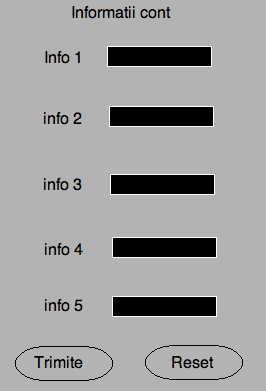 Informatii cont
Info 1
info 2
info 3
info 4
info 5
Trimite Reset